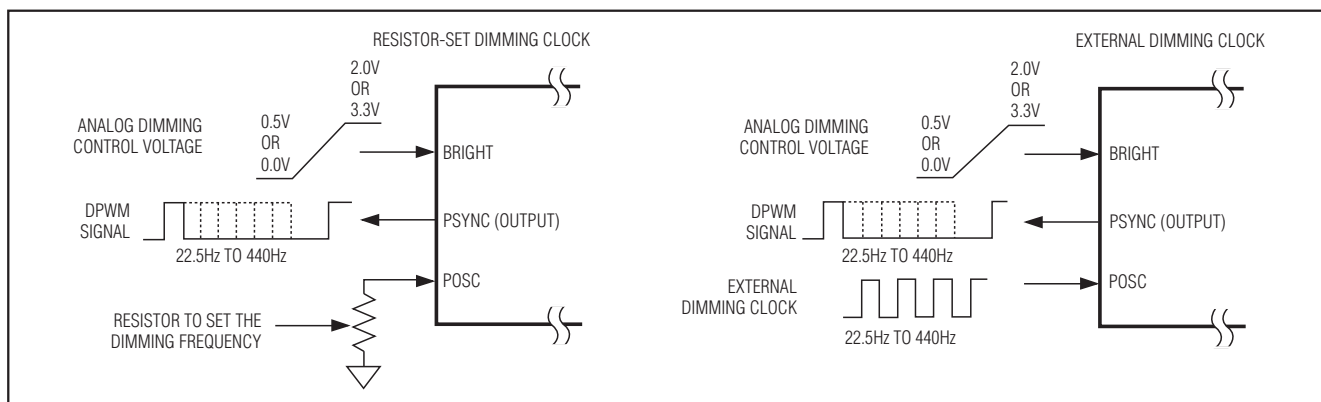 RESISTOR-SET DIMMING CLOCK
2.0V
OR
3.3V
0.5V
OR
0.0V
ANALOG DIMMING
CONTROL VOLTAGE
BRIGHT
DPWM
SIGNAL
PSYNC (OUTPUT)
22.5Hz TO 440Hz
POSC
RESISTOR TO SET THE
DIMMING FREQUENCY
EXTERNAL DIMMING CLOCK
2.0V
OR
3.3V
0.5V
OR
0.0V
ANALOG DIMMING
CONTROL VOLTAGE
BRIGHT
DPWM
SIGNAL
PSYNC (OUTPUT)
22.5Hz TO 440Hz
EXTERNAL
DIMMING CLOCK
POSC
22.5Hz TO 440Hz